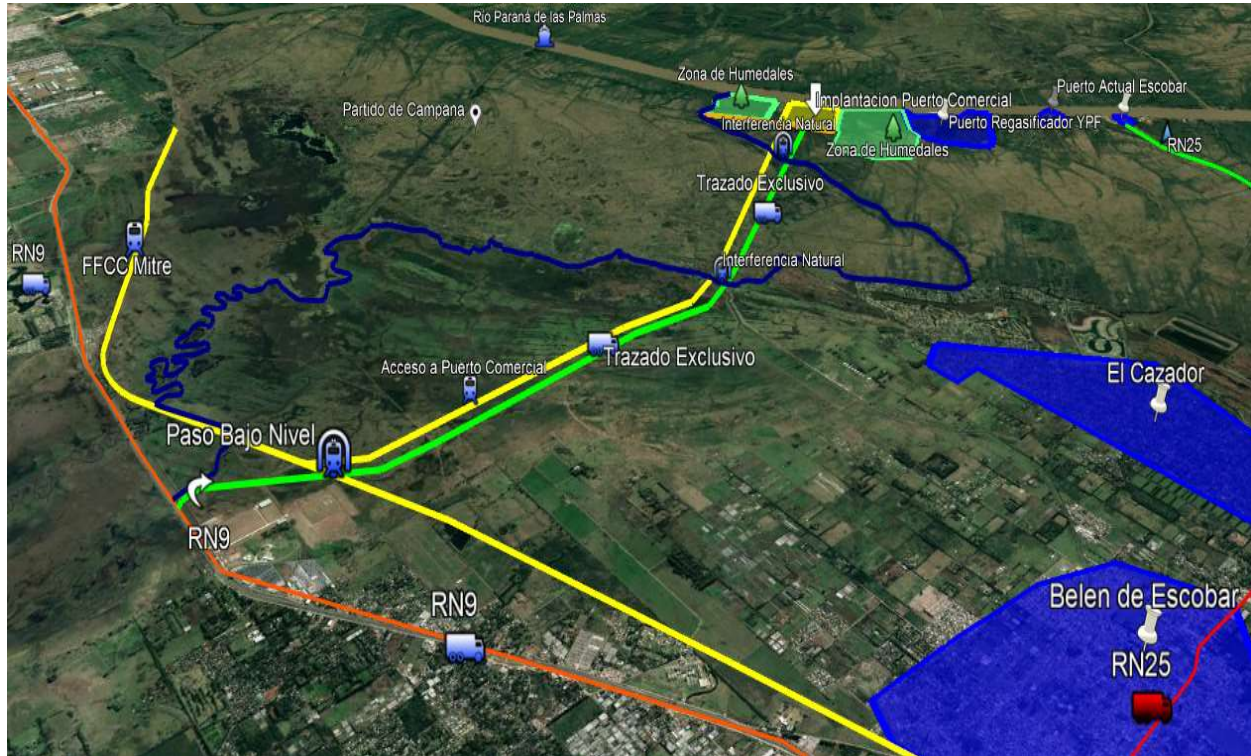 Rio Paraná de las Palmas
Zona de Humedales
Puerto Actual Escobar
Partido de Campana
Implantacion Puerto Comercial
Interferencia Natural
Puerto Regasificador YPF
Zona de Humedales
RN25
Trazado Exclusivo
RN9
FFCC Mitre
Interferencia Natural
Trazado Exclusivo
Acceso a Puerto Comercial
El Cazador
Paso Bajo Nivel
RN9
RN9
Belen de Escobar
RN25